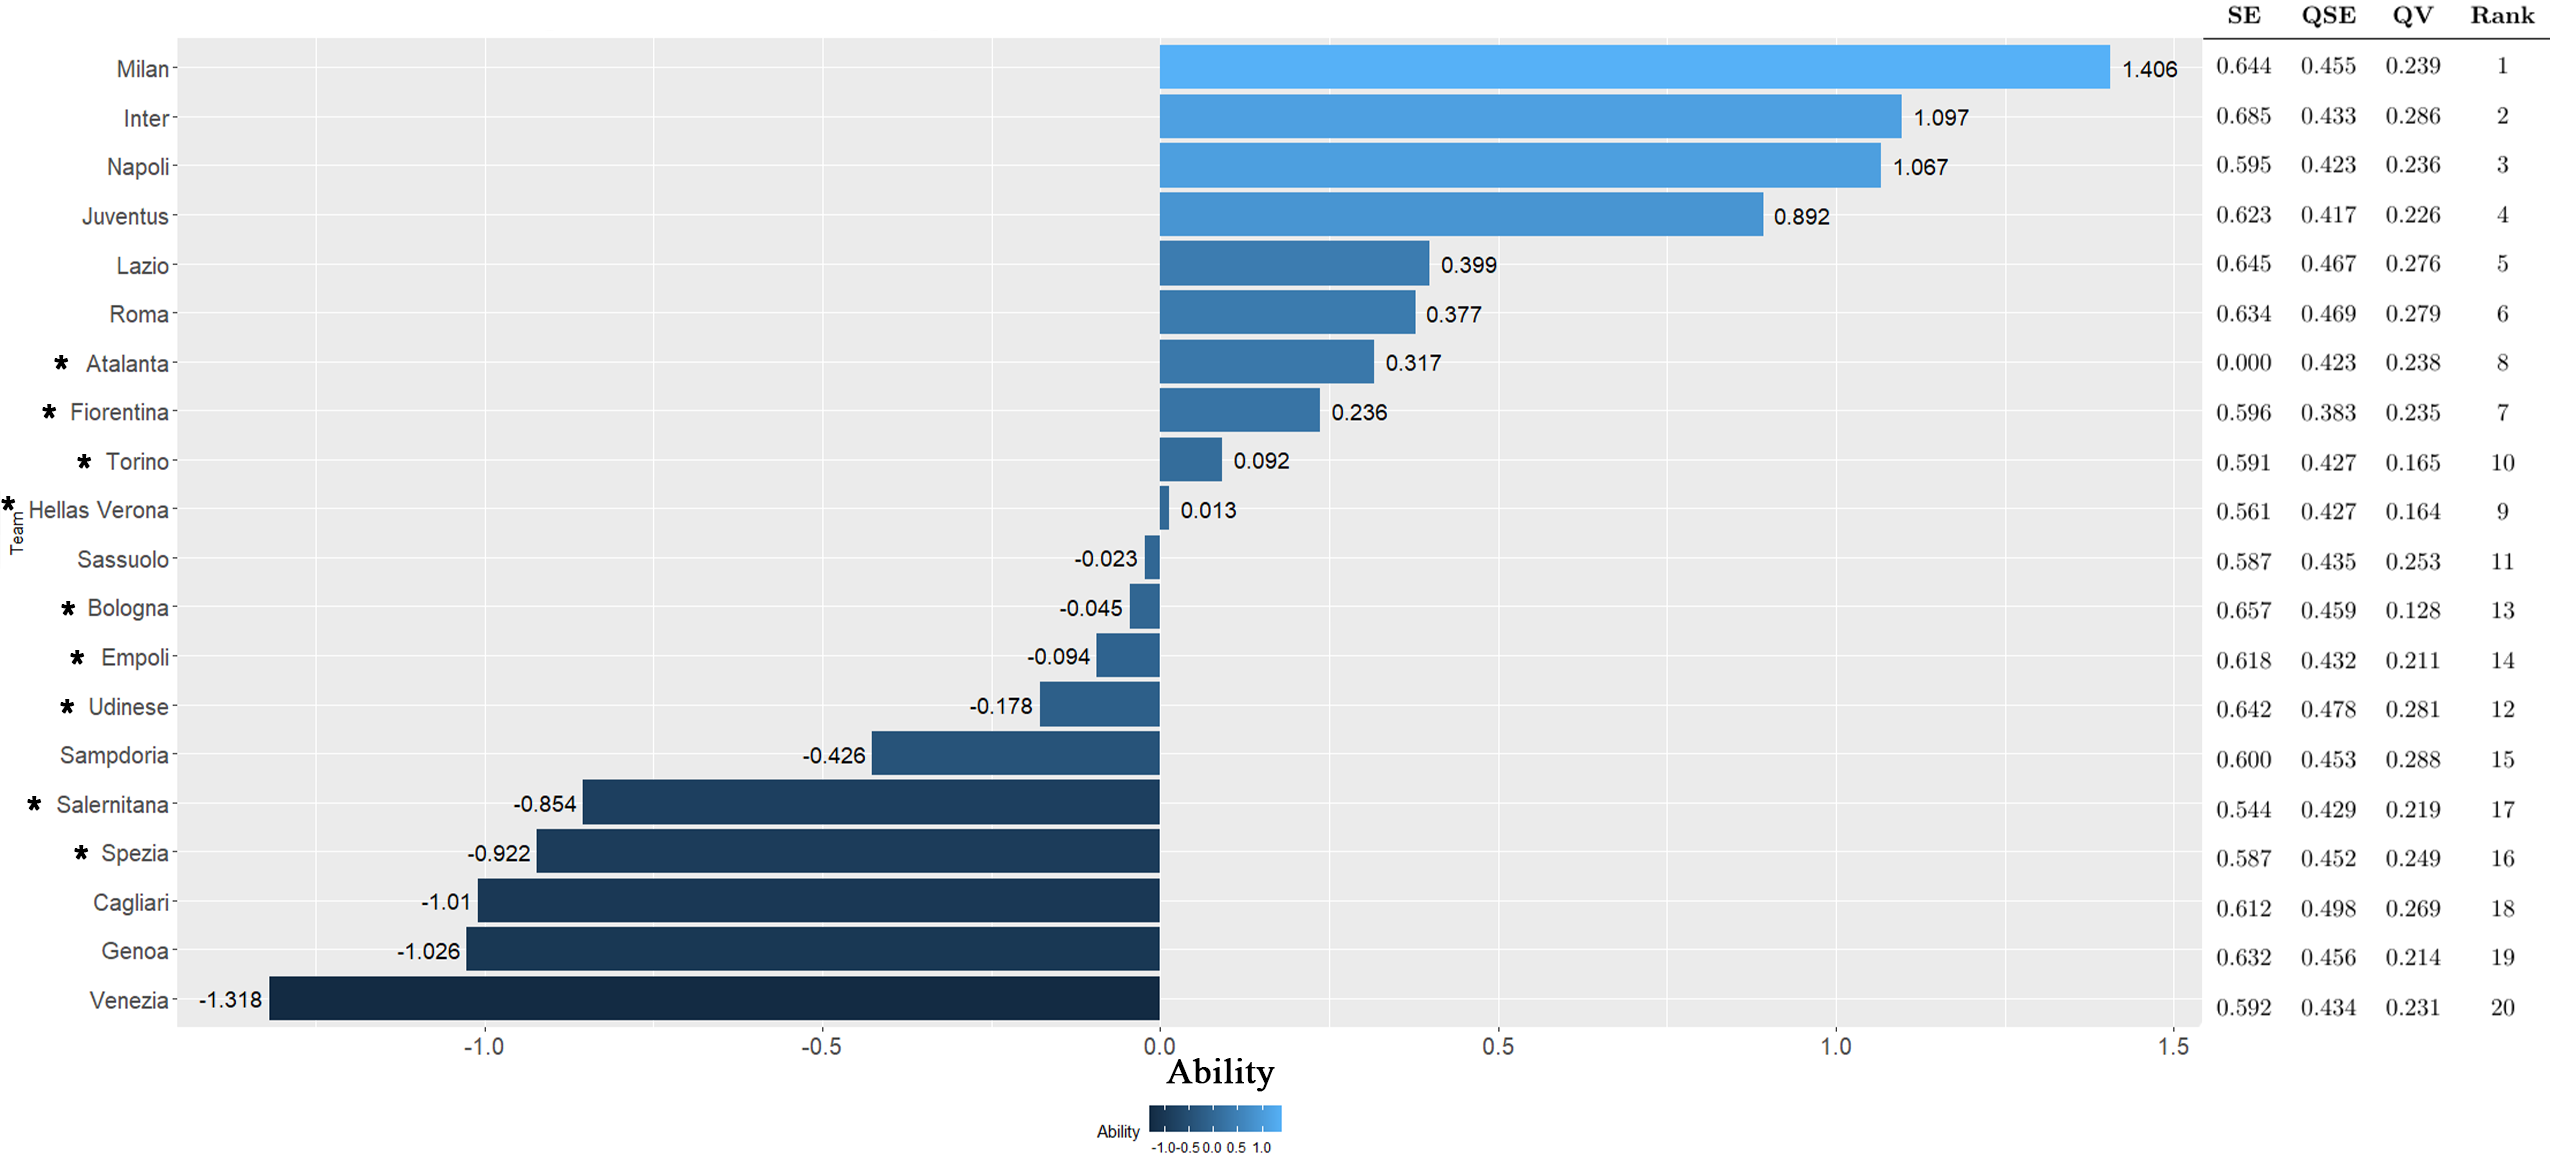 SE QSE QV Rank
Milan 1.406 0.644 0.455 0.239 1
Inter 1.097 0.685 0.433 0.286 2
Napoli 1.067 0.595 0.423 0.236 3
Juventus 0.892 0.623 0.417 0.226 4
Lazio 0.399 0.645 0.467 0.276 5
Roma 0.377 0.634 0.469 0.279 6
* Atalanta 0.317 0.000 0.423 0.238 8
* Fiorentina 0.236 0.596 0.383 0.235 7
* Torino 0.092 0.591 0.427 0.165 10
* Hellas Verona 0.013 0.561 0.427 0.164 9
Team
Sassuolo -0.023 0.587 0.435 0.253 11
* Bologna -0.045 0.657 0.459 0.128 13
* Empoli -0.094 0.618 0.432 0.211 14
* Udinese -0.178 0.642 0.478 0.281 12
Sampdoria -0.426 0.600 0.453 0.288 15
* Salernitana -0.854 0.544 0.429 0.219 17
* Spezia -0.922 0.587 0.452 0.249 16
Cagliari -1.01 0.612 0.498 0.269 18
Genoa -1.026 0.632 0.456 0.214 19
Venezia -1.318 0.592 0.434 0.231 20
-1.0 -0.5 0.0 0.5 1.0 1.5
Ability
Ability
-1.0 -0.5 0.0 0.5 1.0